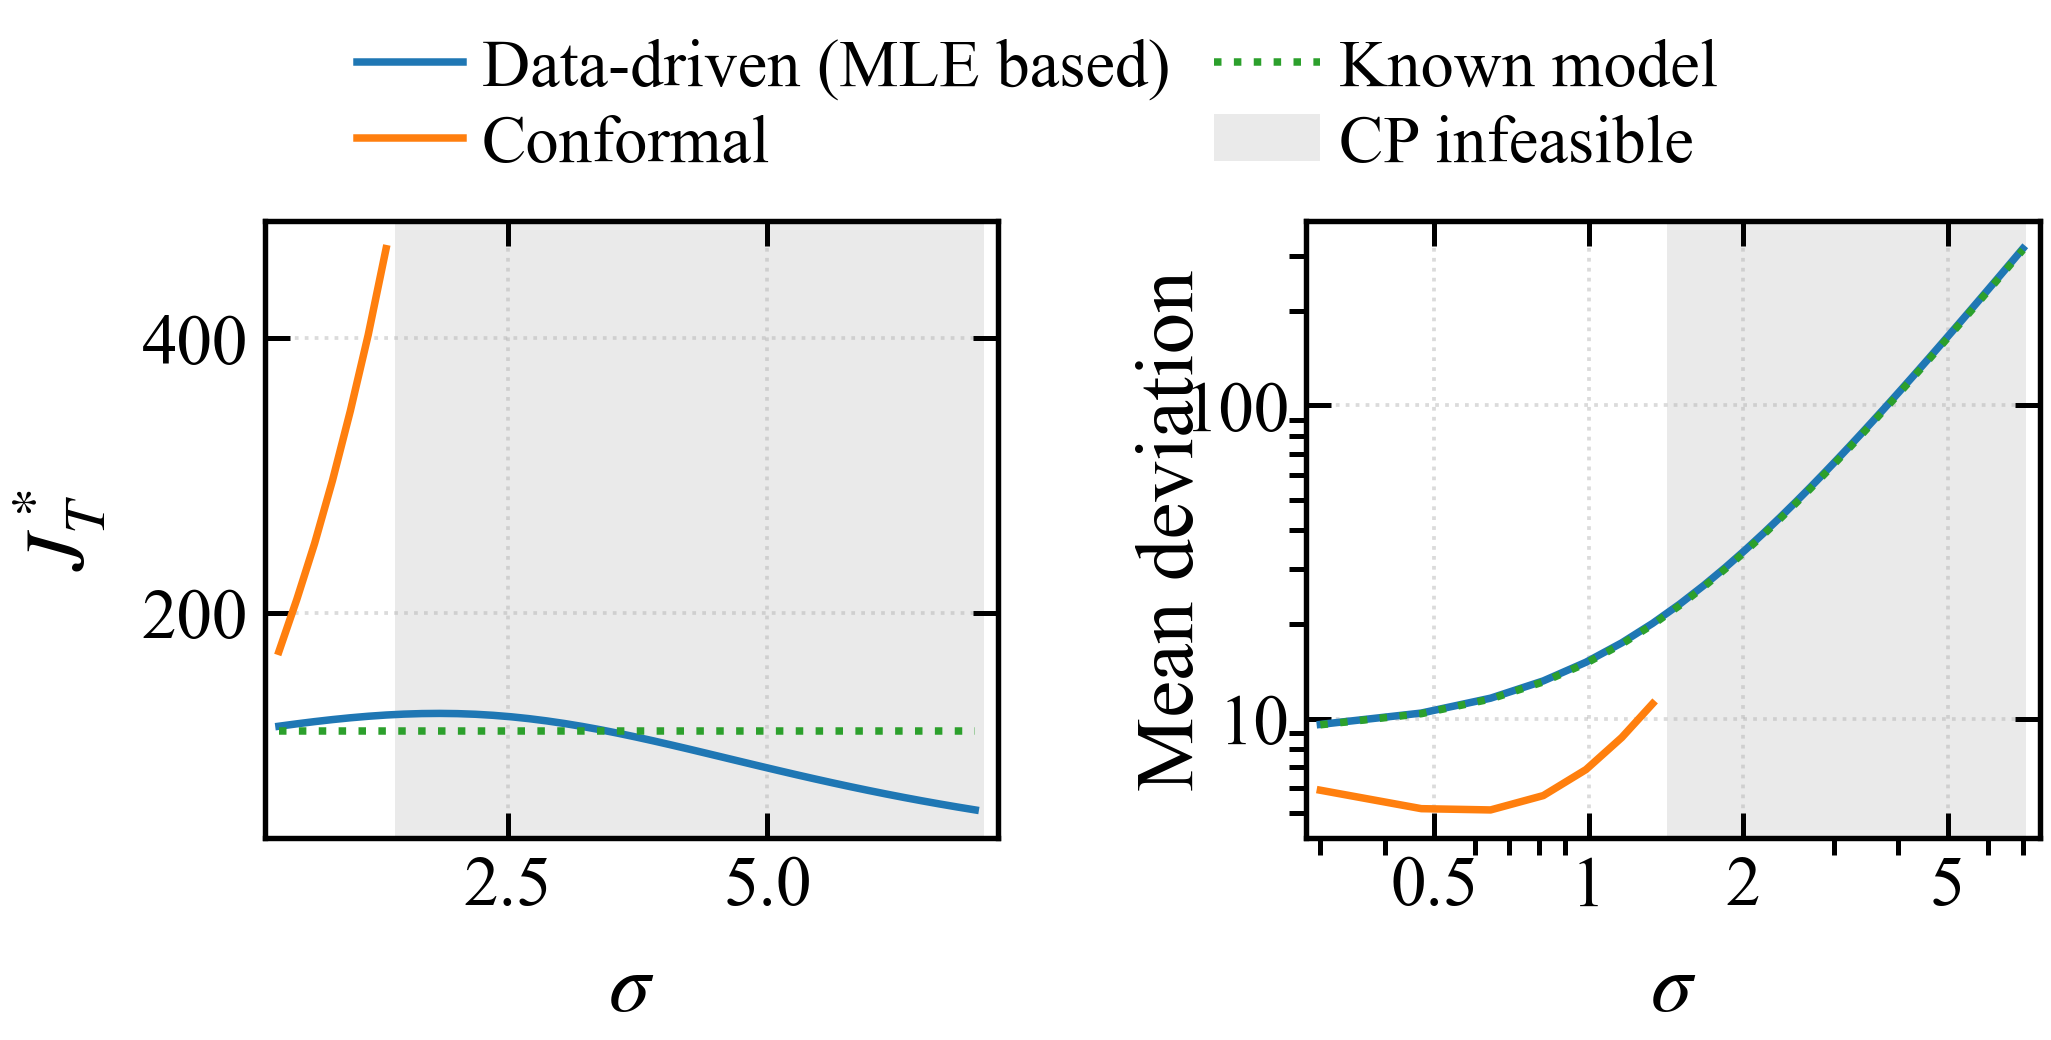 Data-driven (MLE based)
Conformal
Known model
CP infeasible
J*T
400
200
2.5 5.0
σ
Mean deviation
100
10
0.5 1 2 5
σ